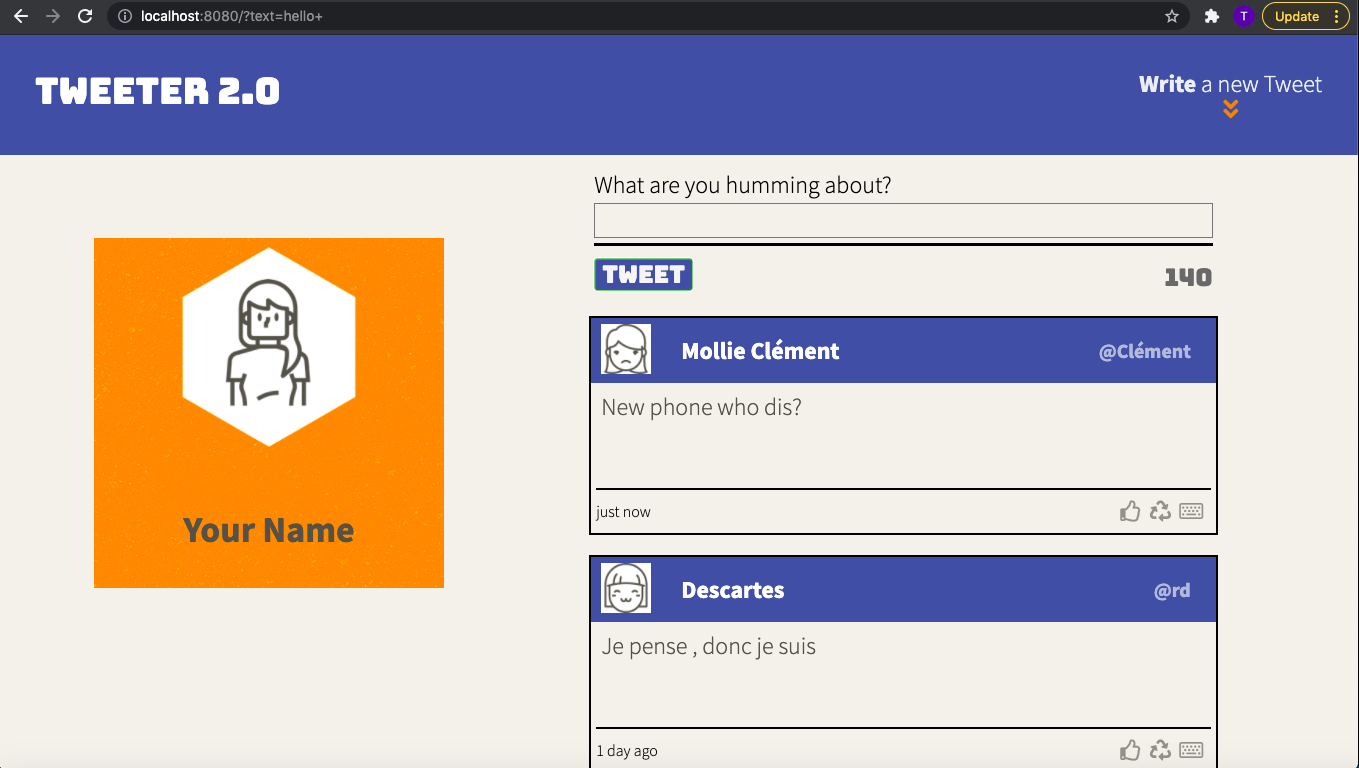 localhost:8080/?text=hello+
T
Update
TWEETER 2.0
Write a new Tweet
What are you humming about?
TWEET
140
Your Name
Mollie Clément
@Clément
New phone who dis?
just now
Descartes
@rd
Je pense , donc je suis
1 day ago